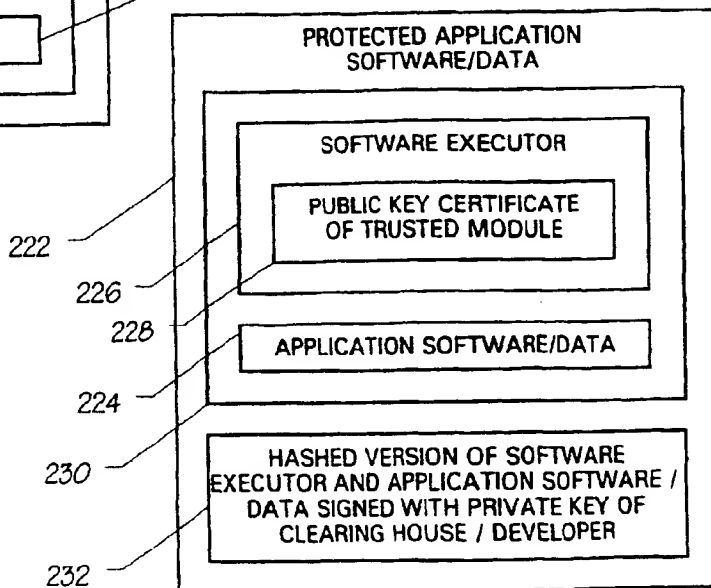 PROTECTED APPLICATION
SOFTWARE/DATA
SOFTWARE EXECUTOR
PUBLIC KEY CERTIFICATE
OF TRUSTED MODULE
222
226
228
APPLICATION SOFTWARE/DATA
224
230
HASHED VERSION OF SOFTWARE
EXECUTOR AND APPLICATION SOFTWARE /
DATA SIGNED WITH PRIVATE KEY OF
CLEARING HOUSE / DEVELOPER
232